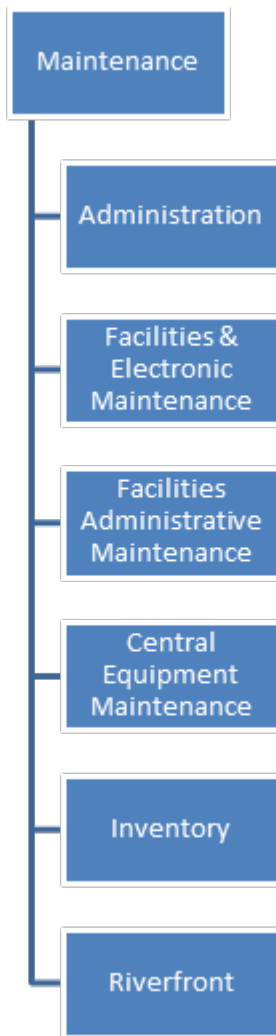 Maintenance
Administration
Facilities &
Electronic
Maintenance
Facilities
Administrative
Maintenance
Central
Equipment
Maintenance
Inventory
Riverfront